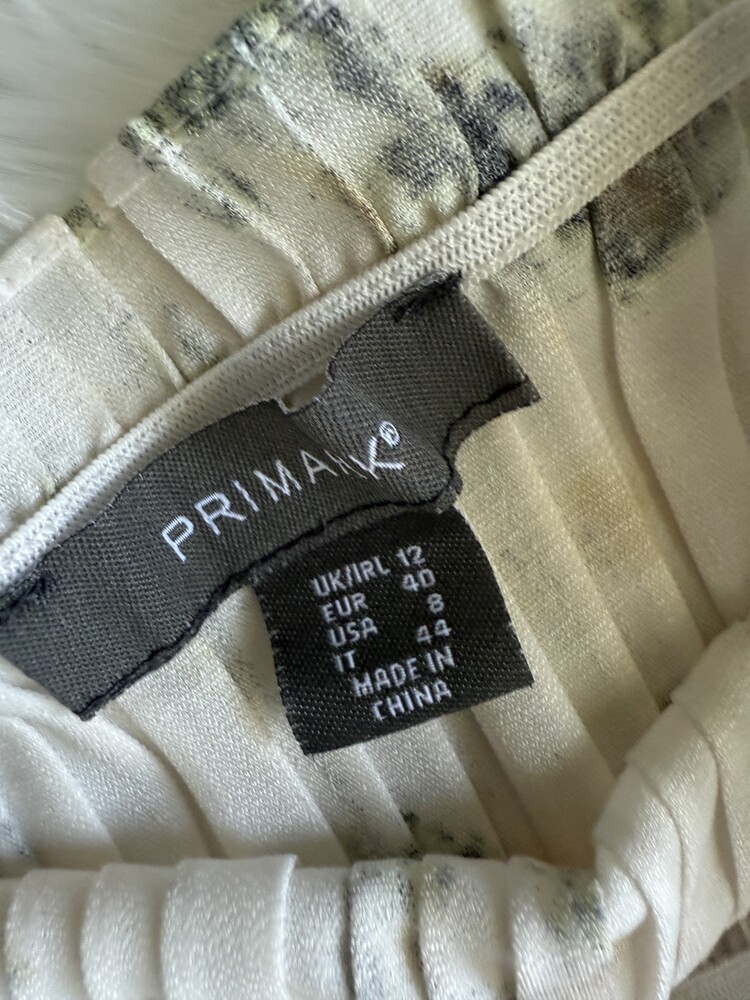 PRIMARK®
UK/IRL 12
EUR 40
USA 8
IT 44
MADE IN
CHINA